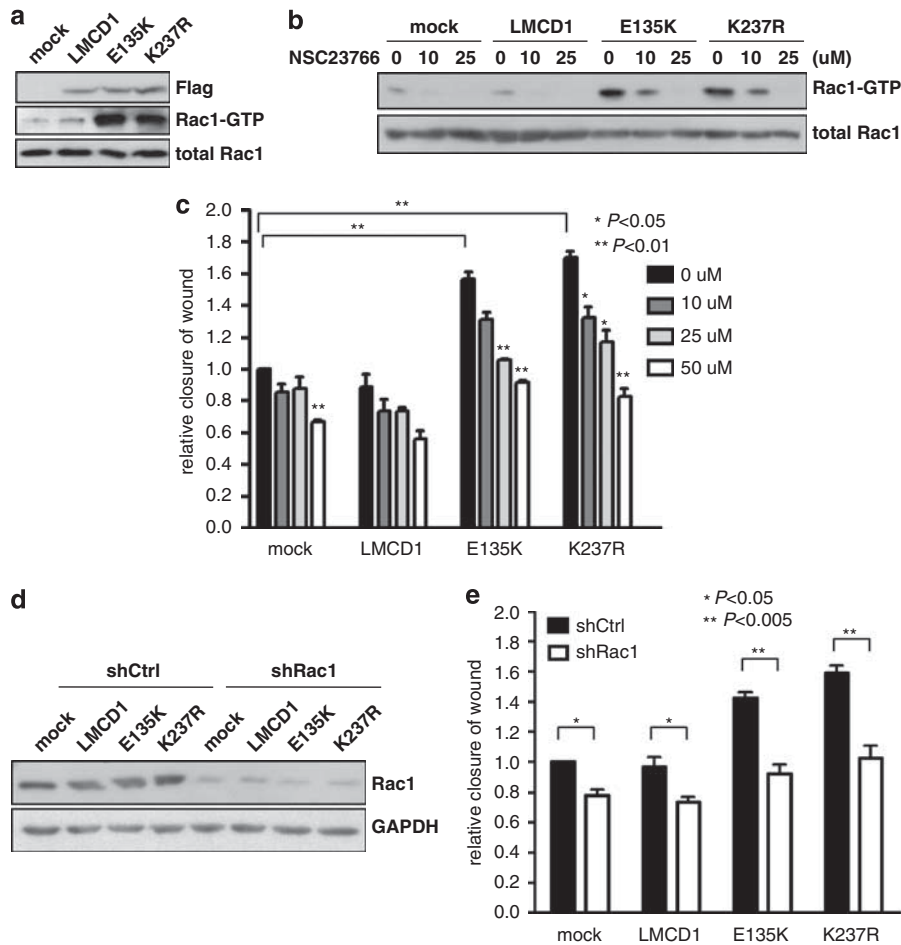 a
mock
LMCD1
E135K
K237R
Flag
Rac1-GTP
total Rac1
b
mock LMCD1 E135K K237R
NSC23766 0 10 25 0 10 25 0 10 25 0 10 25 (uM)
Rac1-GTP
total Rac1
c
relative closure of wound
2.0
1.8
1.6
1.4
1.2
1.0
0.8
0.6
0.4
0.2
0.0
**
**
**
**
**
*
*
**
* P<0.05
** P<0.01
0 uM
10 uM
25 uM
50 uM
mock LMCD1 E135K K237R
d
shCtrl shRac1
mock
LMCD1
E135K
K237R
mock
LMCD1
E135K
K237R
Rac1
GAPDH
e
relative closure of wound
2.0
1.8
1.6
1.4
1.2
1.0
0.8
0.6
0.4
0.2
0.0
* P<0.05
** P<0.005
shCtrl
shRac1
*
*
**
**
mock LMCD1 E135K K237R